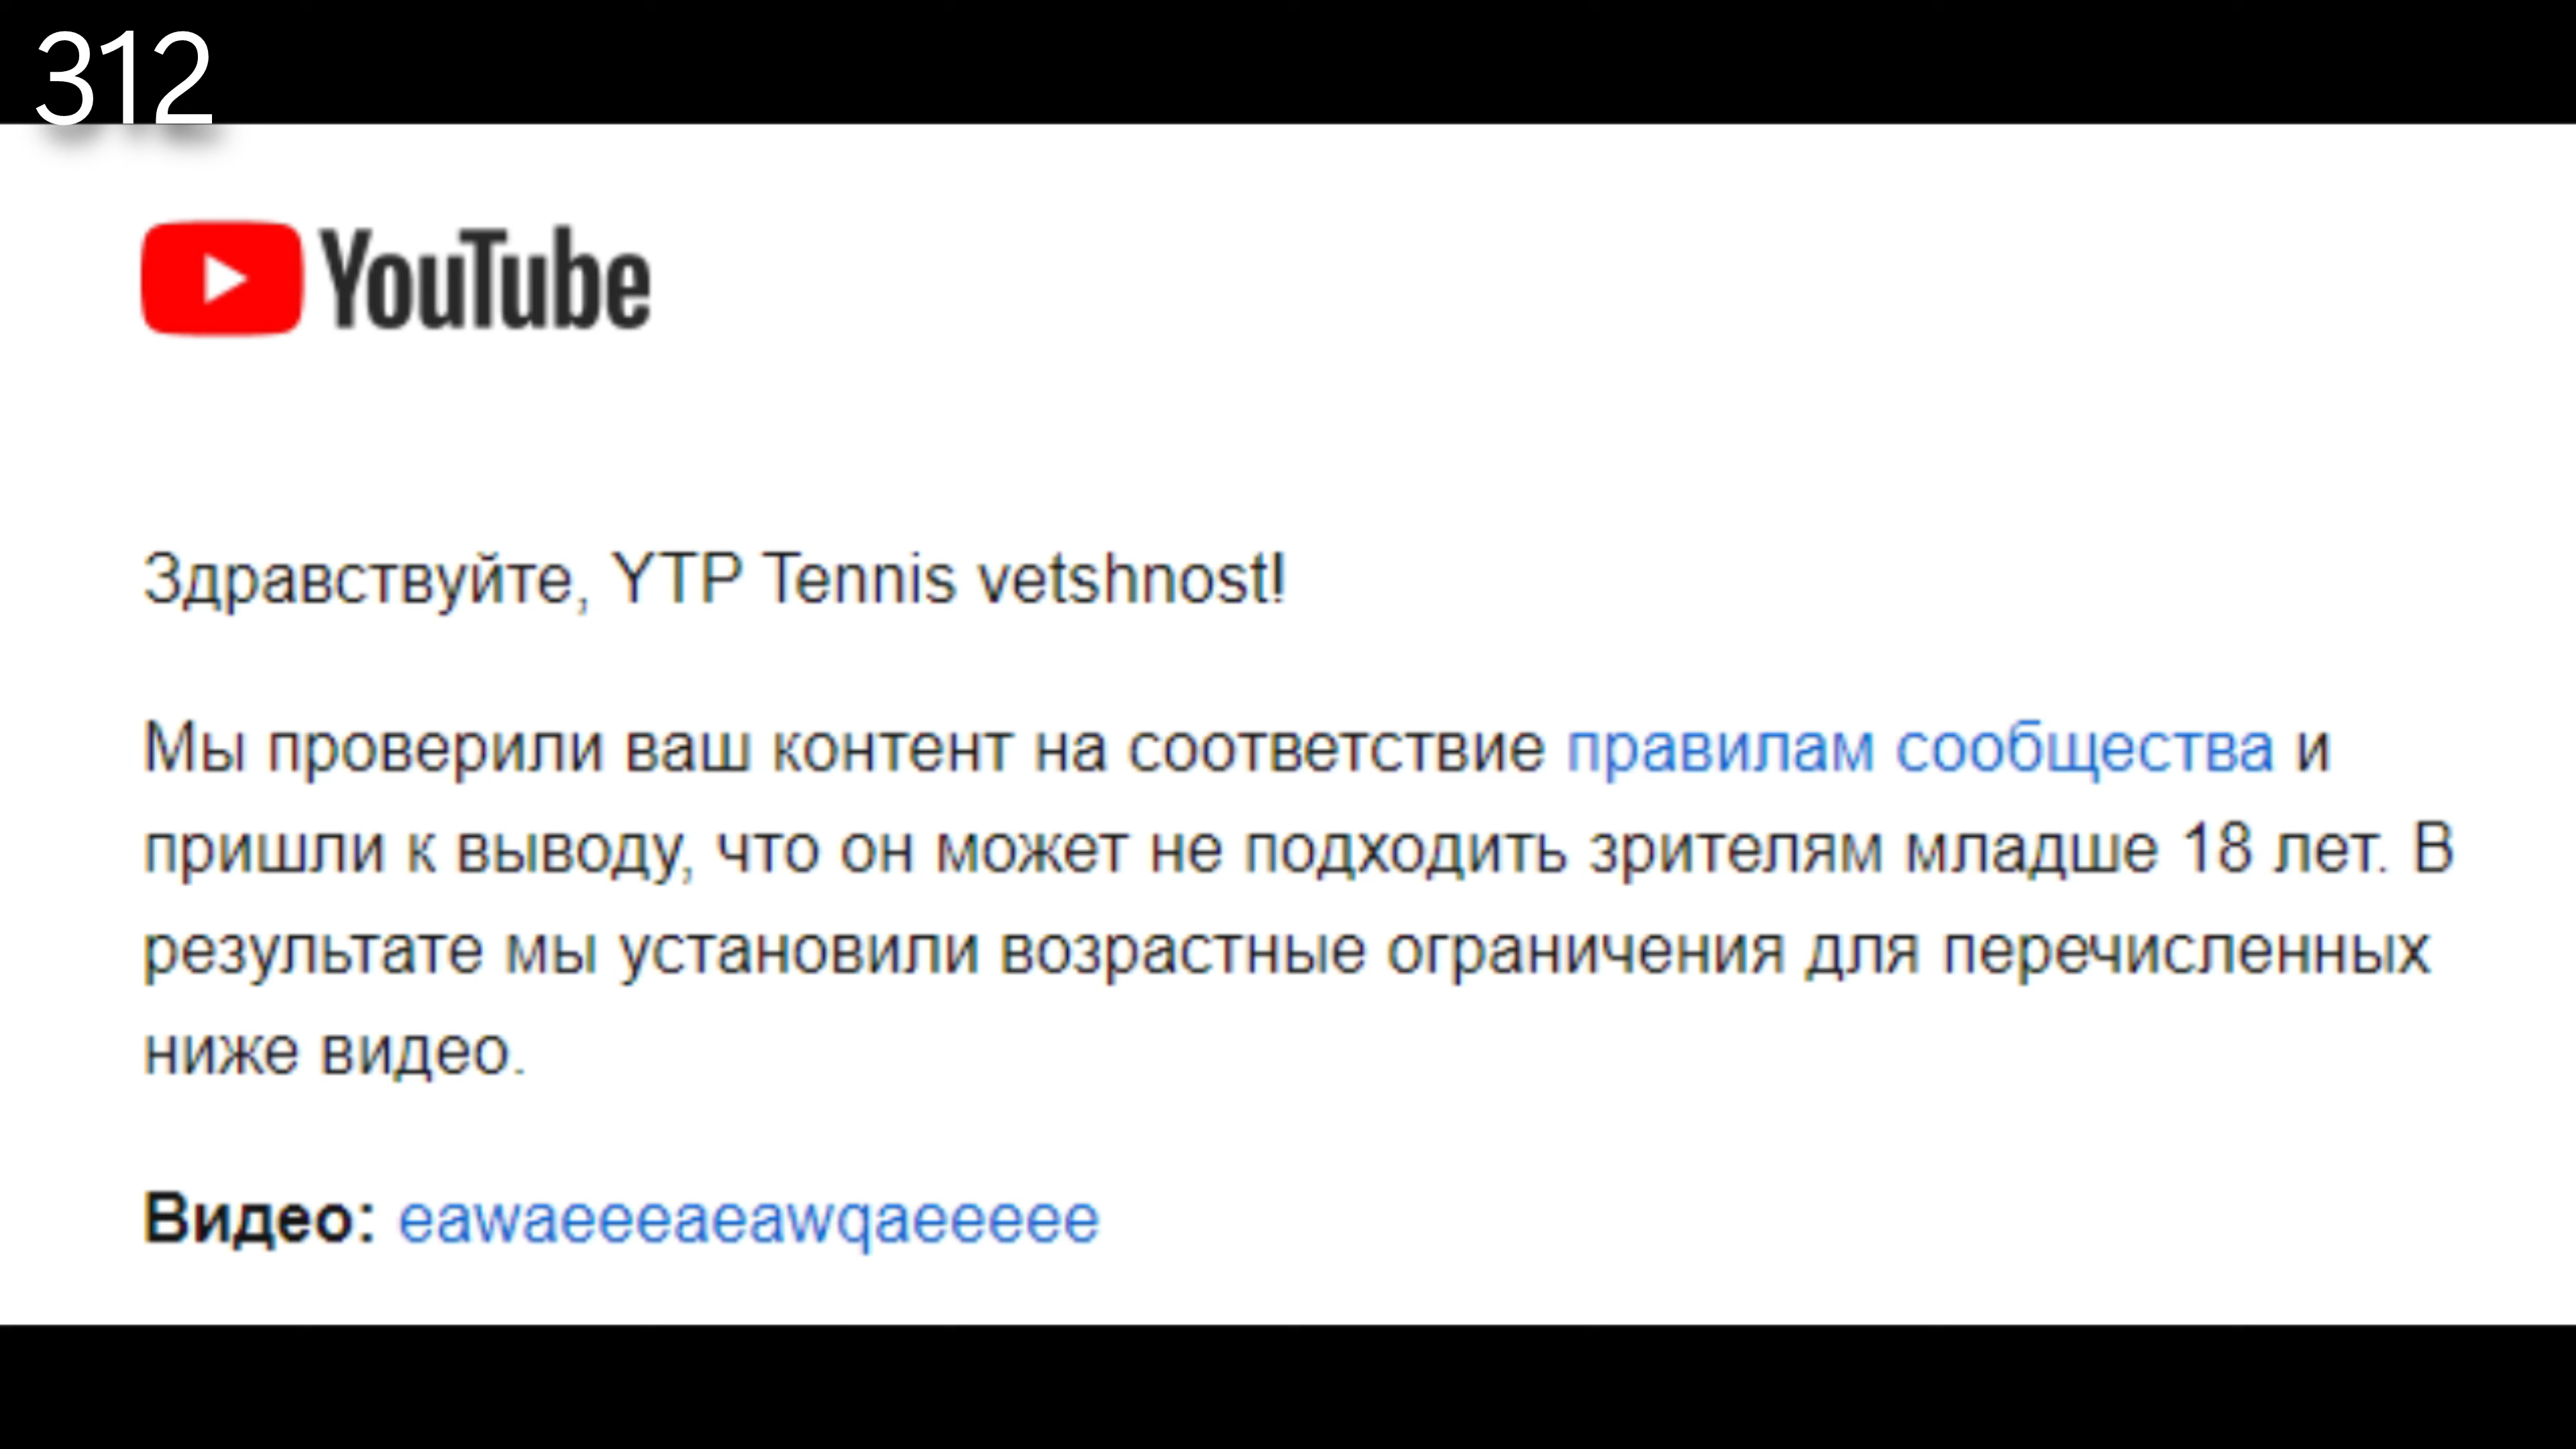 312
YouTube
Здравствуйте, YTP Tennis vetshnost!
Мы проверили ваш контент на соответствие правилам сообщества и
пришли к выводу, что он может не подходить зрителям младше 18 лет. В
результате мы установили возрастные ограничения для перечисленных
ниже видео.
Видео: eawaeeeaeawqaeeeee